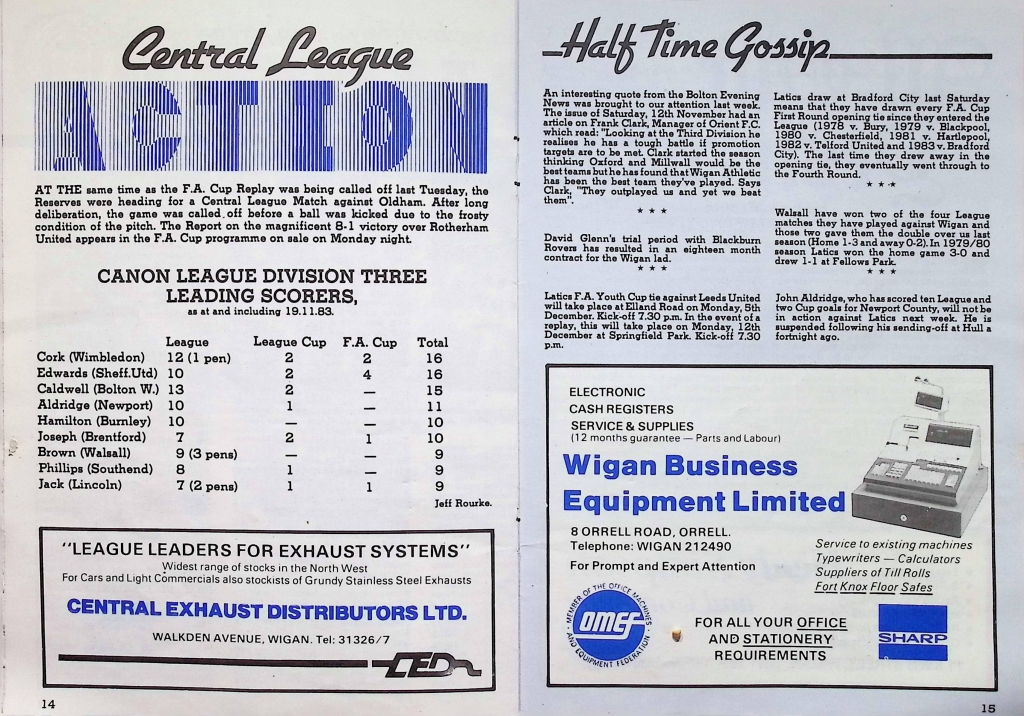 Central League
ACTION
AT THE same time as the F.A. Cup Replay was being called off last Tuesday, the
Reserves were heading for a Central League Match against Oldham. After long
deliberation, the game was called off before a ball was kicked due to the frosty
condition of the pitch. The Report on the magnificent 8-1 victory over Rotherham
United appears in the F.A. Cup programme on sale on Monday night.
CANON LEAGUE DIVISION THREE
LEADING SCORERS,
as at and including 19.11.83.
League League Cup F.A. Cup Total
Cork (Wimbledon) 12 (1 pen) 2 2 16
Edwards (Sheff.Utd) 10 2 4 16
Caldwell (Bolton W.) 13 2 — 15
Aldridge (Newport) 10 1 — 11
Hamilton (Burnley) 10 — — 10
Joseph (Brentford) 7 2 1 10
Brown (Walsall) 9 (3 pens) — — 9
Phillips (Southend) 8 1 — 9
Jack (Lincoln) 7 (2 pens) 1 1 9
Jeff Rourke.
"LEAGUE LEADERS FOR EXHAUST SYSTEMS"
Widest range of stocks in the North West
For Cars and Light Commercials also stockists of Grundy Stainless Steel Exhausts
CENTRAL EXHAUST DISTRIBUTORS LTD.
WALKDEN AVENUE, WIGAN. Tel: 31326/7
CED
14
Half Time Gossip
An interesting quote from the Bolton Evening
News was brought to our attention last week.
The issue of Saturday, 12th November had an
article on Frank Clark, Manager of Orient F.C.
which read: "Looking at the Third Division he
realises he has a tough battle if promotion
targets are to be met. Clark started the season
thinking Oxford and Millwall would be the
best teams but he has found that Wigan Athletic
has been the best team they've played. Says
Clark, "They outplayed us and yet we beat
them".
* * *
David Glenn's trial period with Blackburn
Rovers has resulted in an eighteen month
contract for the Wigan lad.
* * *
Latics F.A. Youth Cup tie against Leeds United
will take place at Elland Road on Monday, 5th
December. Kick-off 7.30 p.m. In the event of a
replay, this will take place on Monday, 12th
December at Springfield Park. Kick-off 7.30
p.m.
Latics draw at Bradford City last Saturday
means that they have drawn every F.A. Cup
First Round opening tie since they entered the
League (1978 v. Bury, 1979 v. Blackpool,
1980 v. Chesterfield, 1981 v. Hartlepool,
1982 v. Telford United and 1983 v. Bradford
City). The last time they drew away in the
opening tie, they eventually went through to
the Fourth Round.
* * *
Walsall have won two of the four League
matches they have played against Wigan and
those two gave them the double over us last
season (Home 1-3 and away 0-2). In 1979/80
season Latics won the home game 3-0 and
drew 1-1 at Fellows Park.
* * *
John Aldridge, who has scored ten League and
two Cup goals for Newport County, will not be
in action against Latics next week. He is
suspended following his sending-off at Hull a
fortnight ago.
ELECTRONIC
CASH REGISTERS
SERVICE & SUPPLIES
(12 months guarantee — Parts and Labour)
Wigan Business
Equipment Limited
8 ORRELL ROAD, ORRELL.
Telephone: WIGAN 212490
For Prompt and Expert Attention
Service to existing machines
Typewriters — Calculators
Suppliers of Till Rolls
Fort Knox Floor Safes
MEMBER OF THE OFFICE MACHINES
AND EQUIPMENT FEDERATION
OMEF
FOR ALL YOUR OFFICE
AND STATIONERY
REQUIREMENTS
SHARP
15